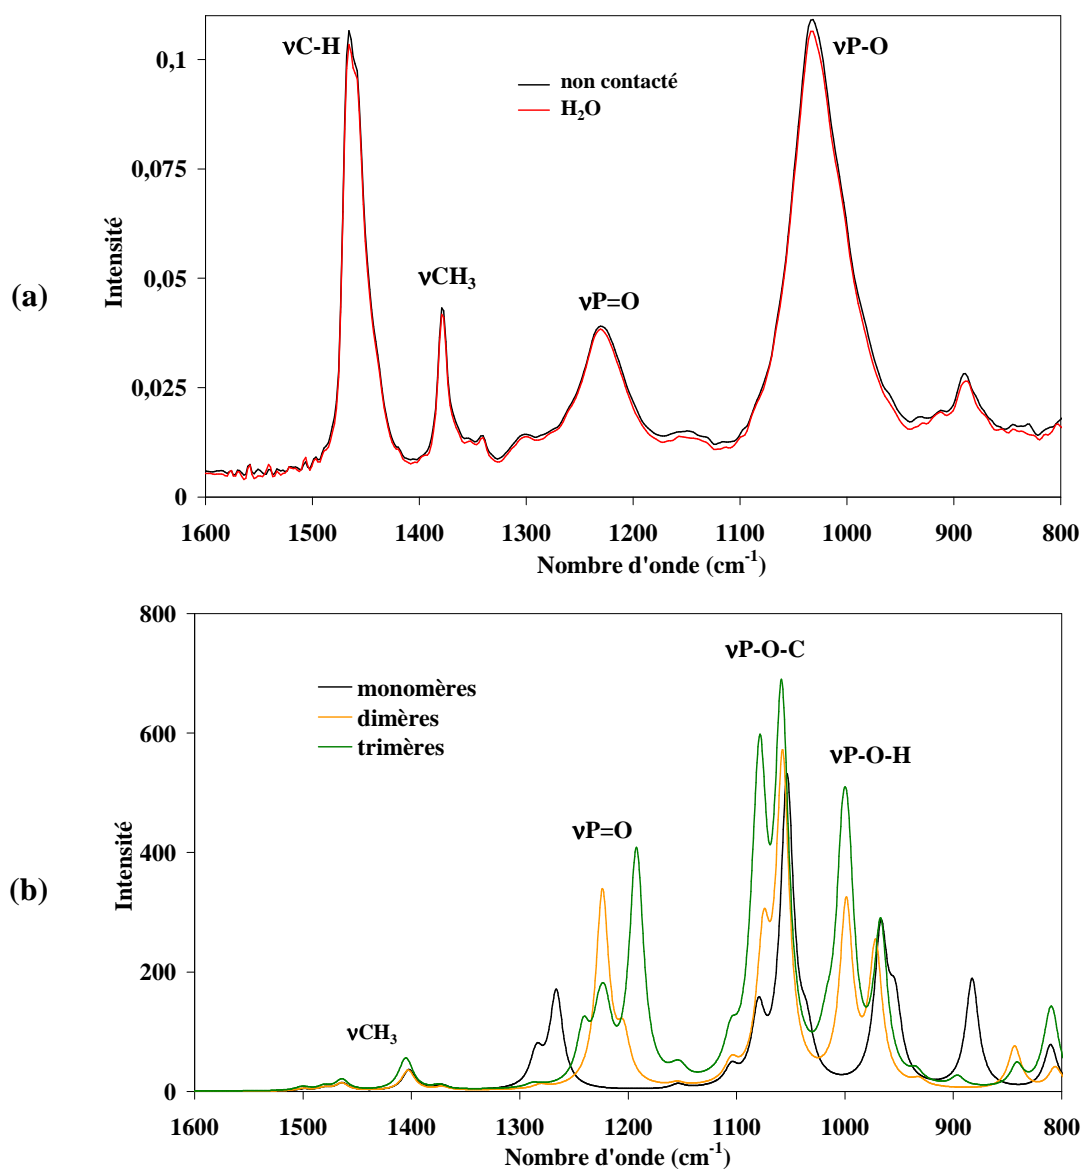 (a)
Intensité
0,1
0,075
0,05
0,025
0
νC-H
νCH3
νP=O
νP-O
non contacté
H2O
1600 1500 1400 1300 1200 1100 1000 900 800
Nombre d'onde (cm-1)
(b)
Intensité
800
600
400
200
0
monomères
dimères
trimères
νCH3
νP=O
νP-O-C
νP-O-H
1600 1500 1400 1300 1200 1100 1000 900 800
Nombre d'onde (cm-1)